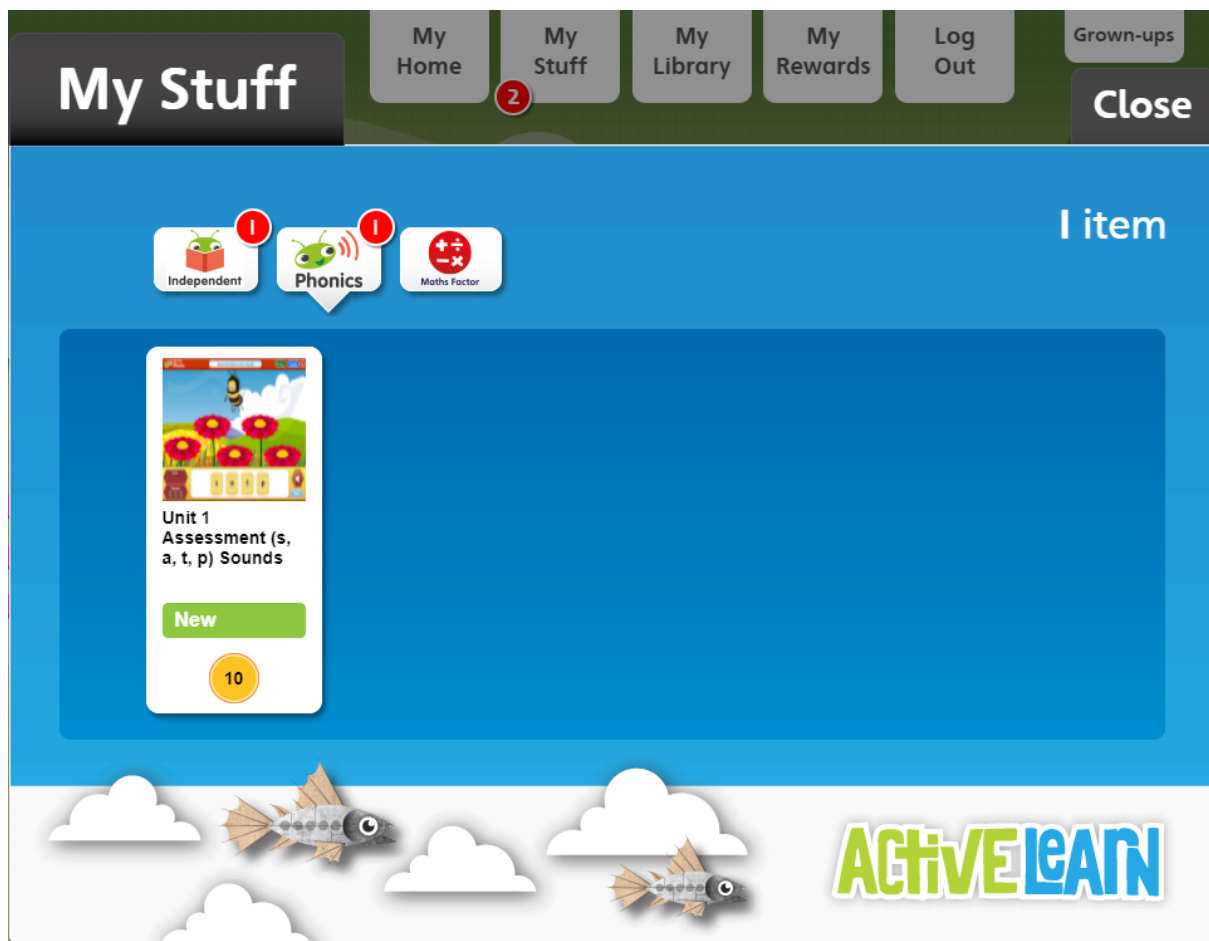 My Stuff
My Home
My Stuff
2
My Library
My Rewards
Log Out
Grown-ups
Close
Independent
1
Phonics
1
Maths Factor
1 item
Unit 1
Assessment (s,
a, t, p) Sounds
New
10
ACTIVE LEARN